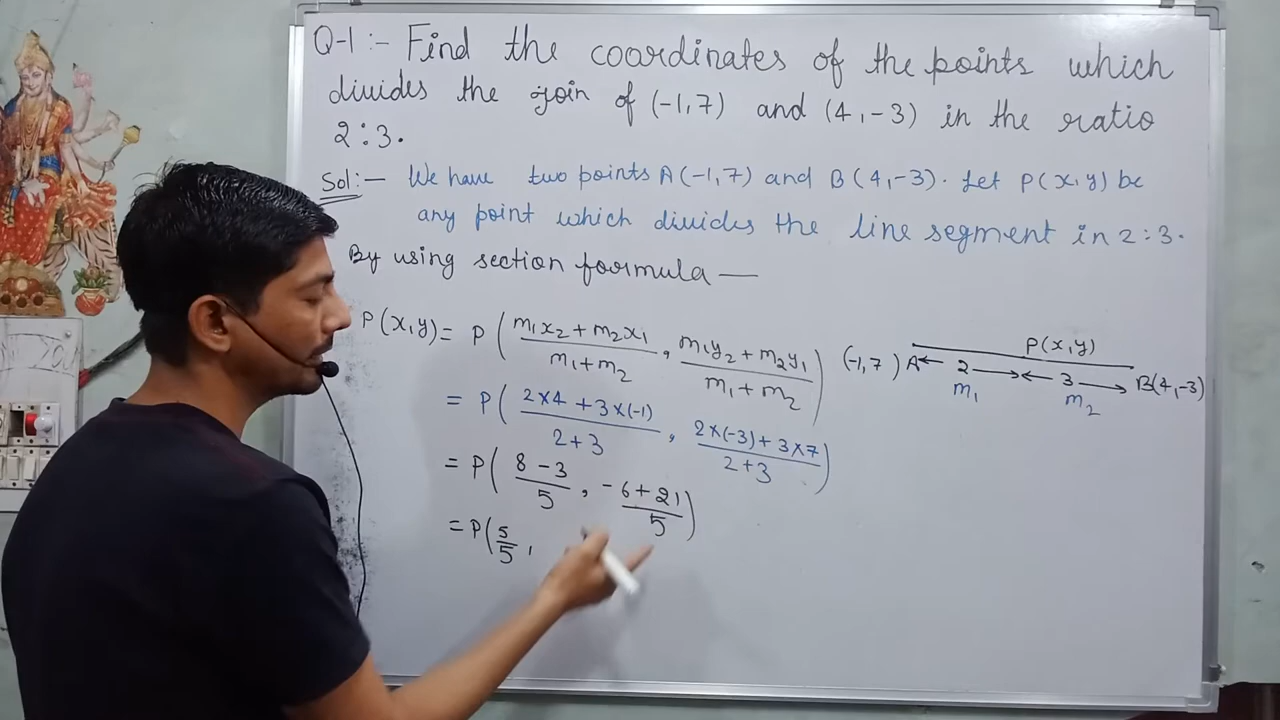 Q-1 :- Find the coordinates of the points which
divides the join of (-1,7) and (4,-3) in the ratio
2:3.
Sol:- We have two points A(-1,7) and B(4,-3). Let P(x,y) be
any point which divides the line segment in 2:3.
By using section formula —
P(x,y) = P( (m₁x₂ + m₂x₁)/(m₁+m₂) , (m₁y₂ + m₂y₁)/(m₁+m₂) )
= P( (2×4 + 3×(-1))/(2+3) , (2×(-3) + 3×7)/(2+3) )
= P( (8-3)/5 , (-6+21)/5 )
= P( 5/5 ,
P(x,y)
(-1,7) A ← 2 → ← 3 → B(4,-3)
m₁ m₂